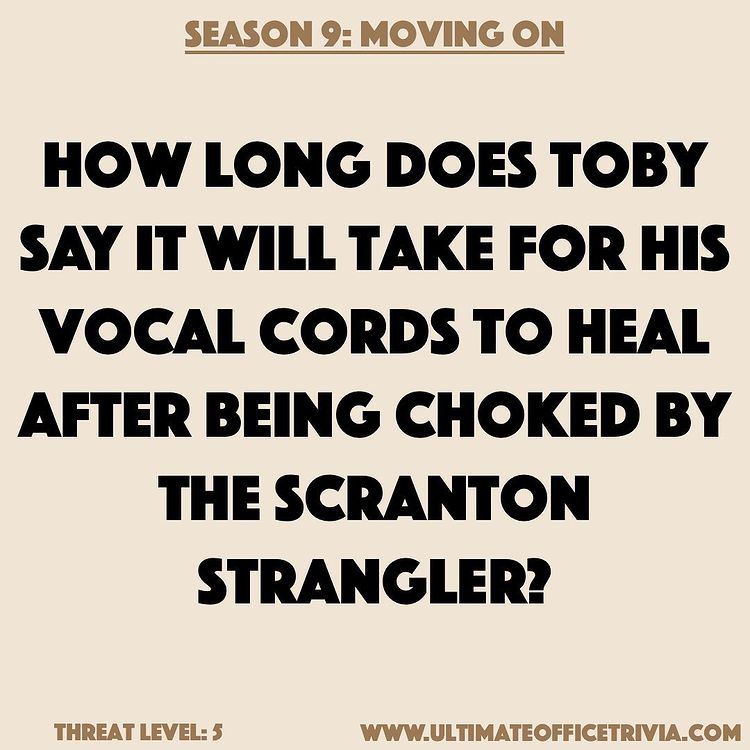 SEASON 9: MOVING ON
HOW LONG DOES TOBY
SAY IT WILL TAKE FOR HIS
VOCAL CORDS TO HEAL
AFTER BEING CHOKED BY
THE SCRANTON
STRANGLER?
THREAT LEVEL: 5
WWW.ULTIMATEOFFICETRIVIA.COM